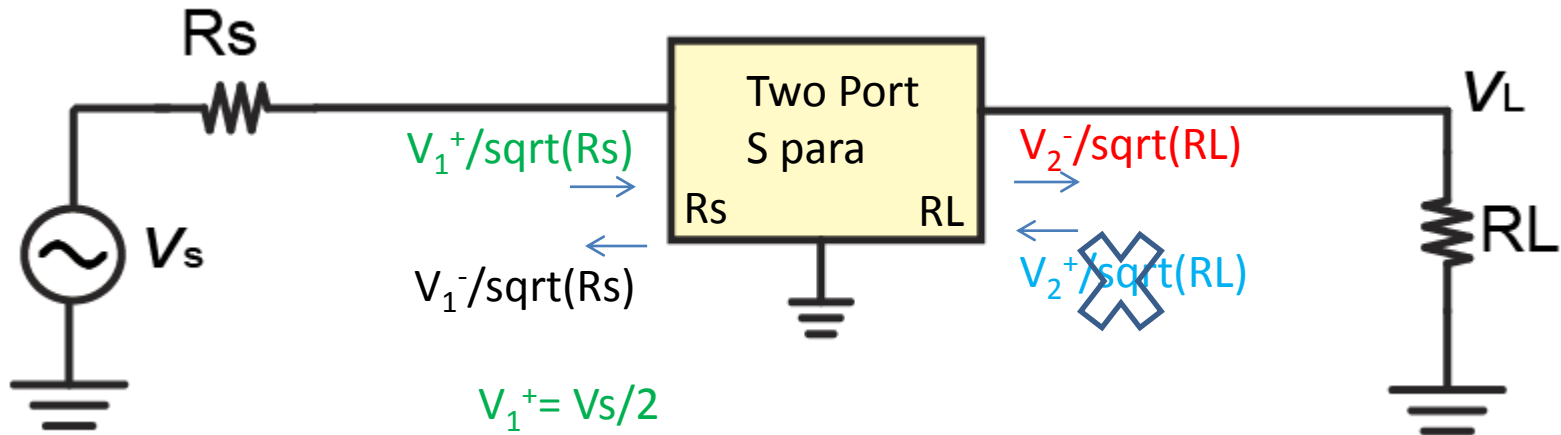 Rs
Two Port
S para
Rs
RL
V₁⁺/sqrt(Rs)
V₁⁻/sqrt(Rs)
V₂⁻/sqrt(RL)
V₂⁺/sqrt(RL)
VL
RL
Vs
V₁⁺= Vs/2